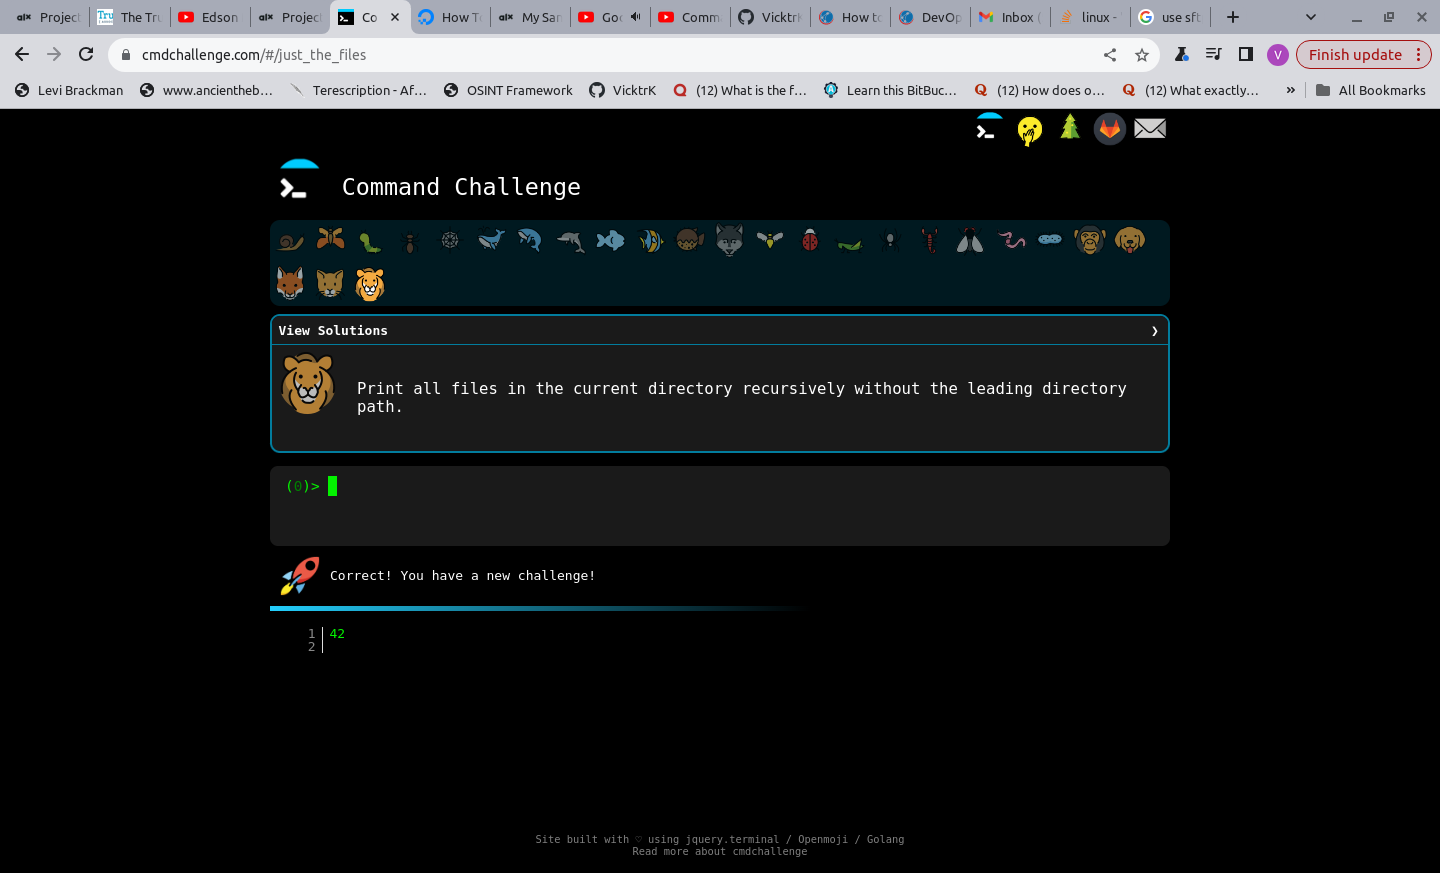 Project
The Tru
Edson
Project
Co
How To
My San
Goo
Comma
VicktrK
How to
DevOp
Inbox (
linux -
use sft
cmdchallenge.com/#/just_the_files
V
Finish update
Levi Brackman
www.ancientheb…
Terescription - Af…
OSINT Framework
VicktrK
(12) What is the f…
Learn this BitBuc…
(12) How does o…
(12) What exactly…
»
All Bookmarks
Command Challenge
View Solutions
Print all files in the current directory recursively without the leading directory
path.
(0)>
Correct! You have a new challenge!
1 42
2
Site built with ♡ using jquery.terminal / Openmoji / Golang
Read more about cmdchallenge